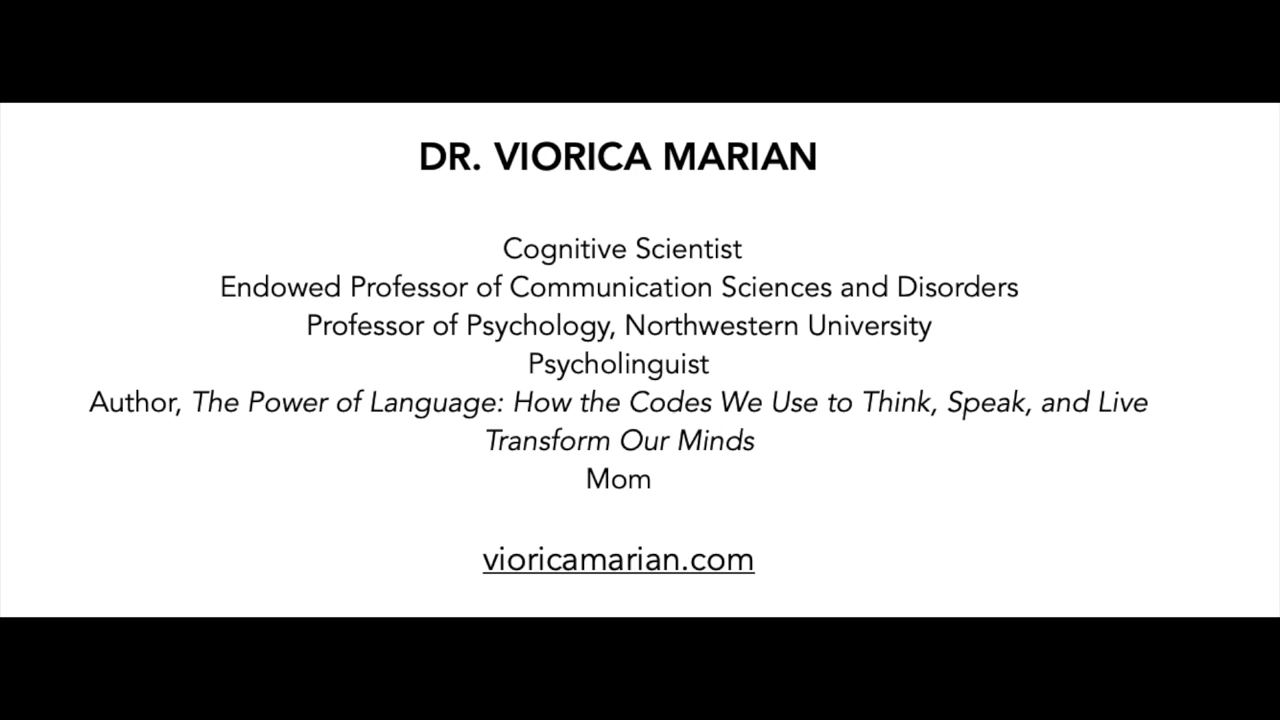 DR. VIORICA MARIAN
Cognitive Scientist
Endowed Professor of Communication Sciences and Disorders
Professor of Psychology, Northwestern University
Psycholinguist
Author, The Power of Language: How the Codes We Use to Think, Speak, and Live
Transform Our Minds
Mom
vioricamarian.com